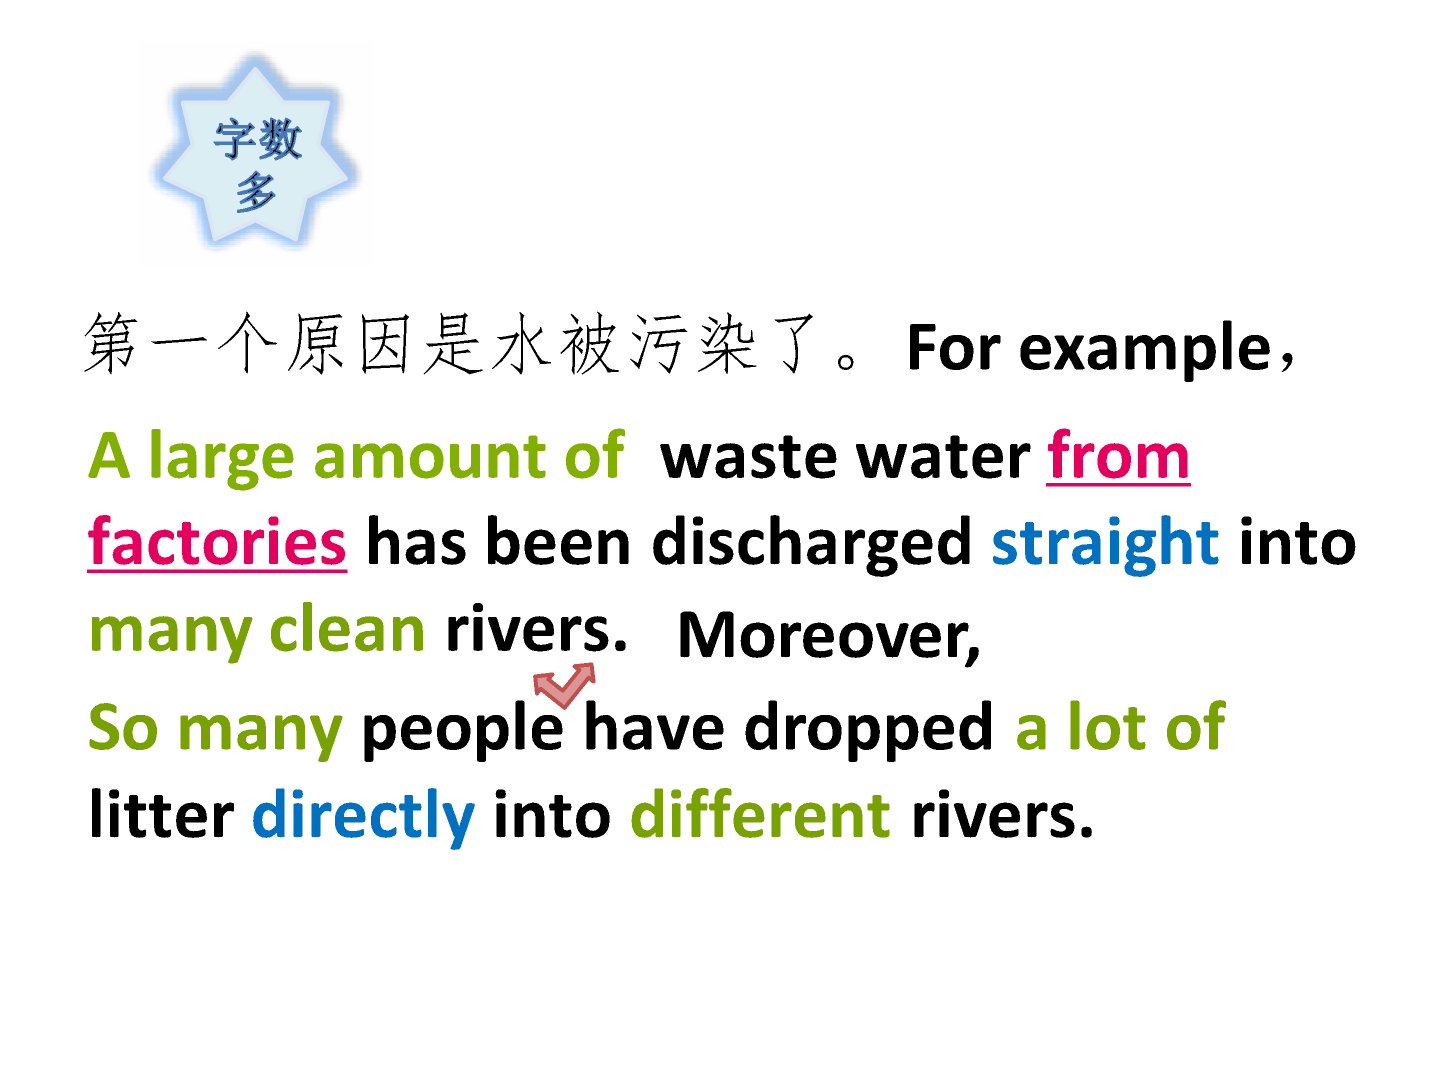 字数
多
第一个原因是水被污染了。 For example，
A large amount of waste water from
factories has been discharged straight into
many clean rivers. Moreover,
So many people have dropped a lot of
litter directly into different rivers.